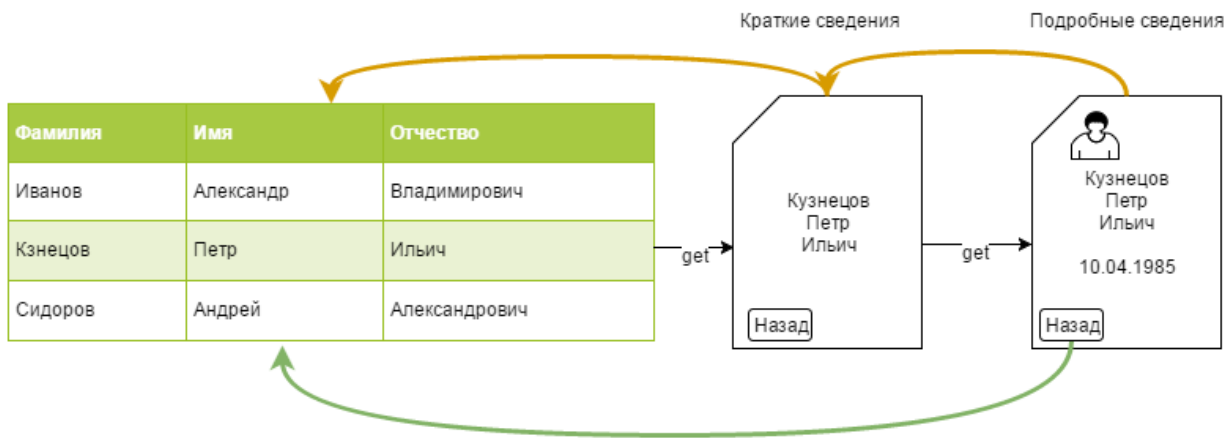 Краткие сведения
Подробные сведения
Фамилия Имя Отчество
Иванов Александр Владимирович
Кзнецов Петр Ильич
Сидоров Андрей Александрович
get
Кузнецов
Петр
Ильич
Назад
get
Кузнецов
Петр
Ильич
10.04.1985
Назад